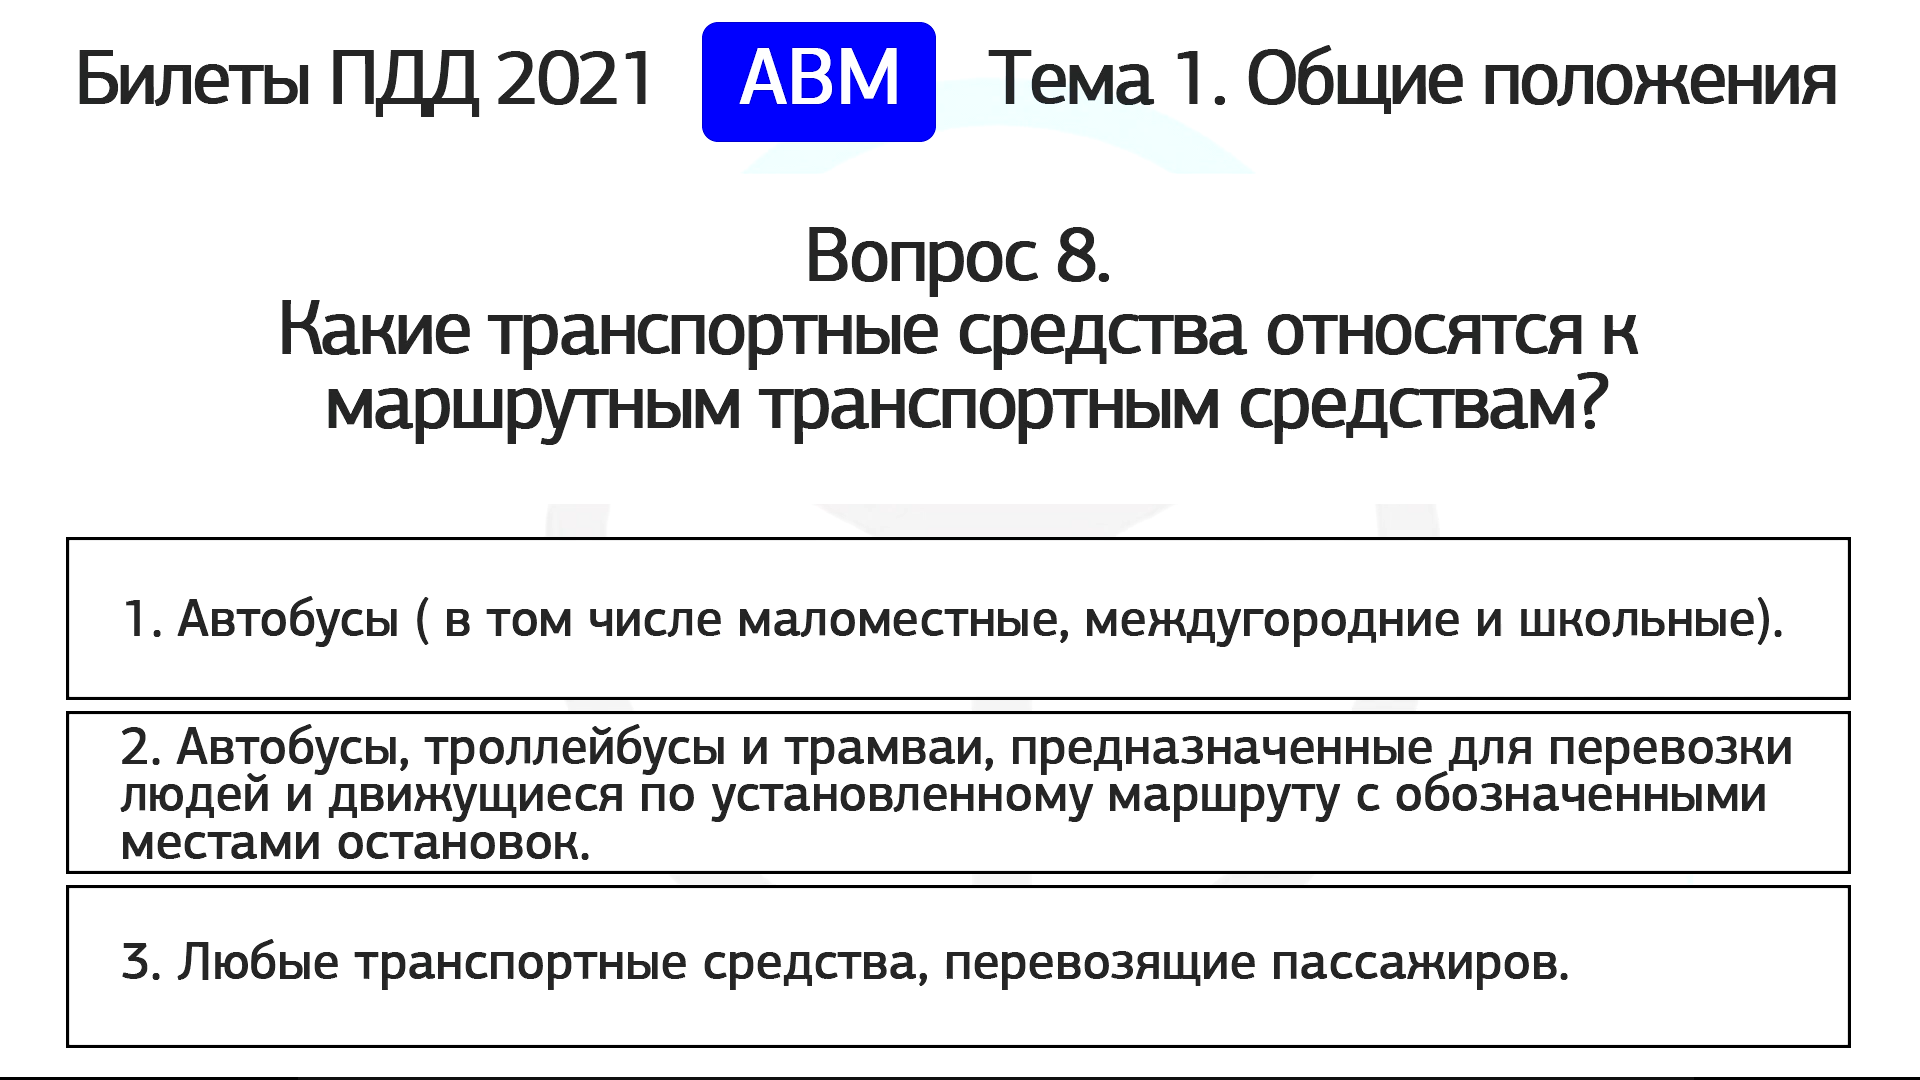 Билеты ПДД 2021 АВМ Тема 1. Общие положения
Вопрос 8.
Какие транспортные средства относятся к
маршрутным транспортным средствам?
1. Автобусы ( в том числе маломестные, междугородние и школьные).
2. Автобусы, троллейбусы и трамваи, предназначенные для перевозки
людей и движущиеся по установленному маршруту с обозначенными
местами остановок.
3. Любые транспортные средства, перевозящие пассажиров.